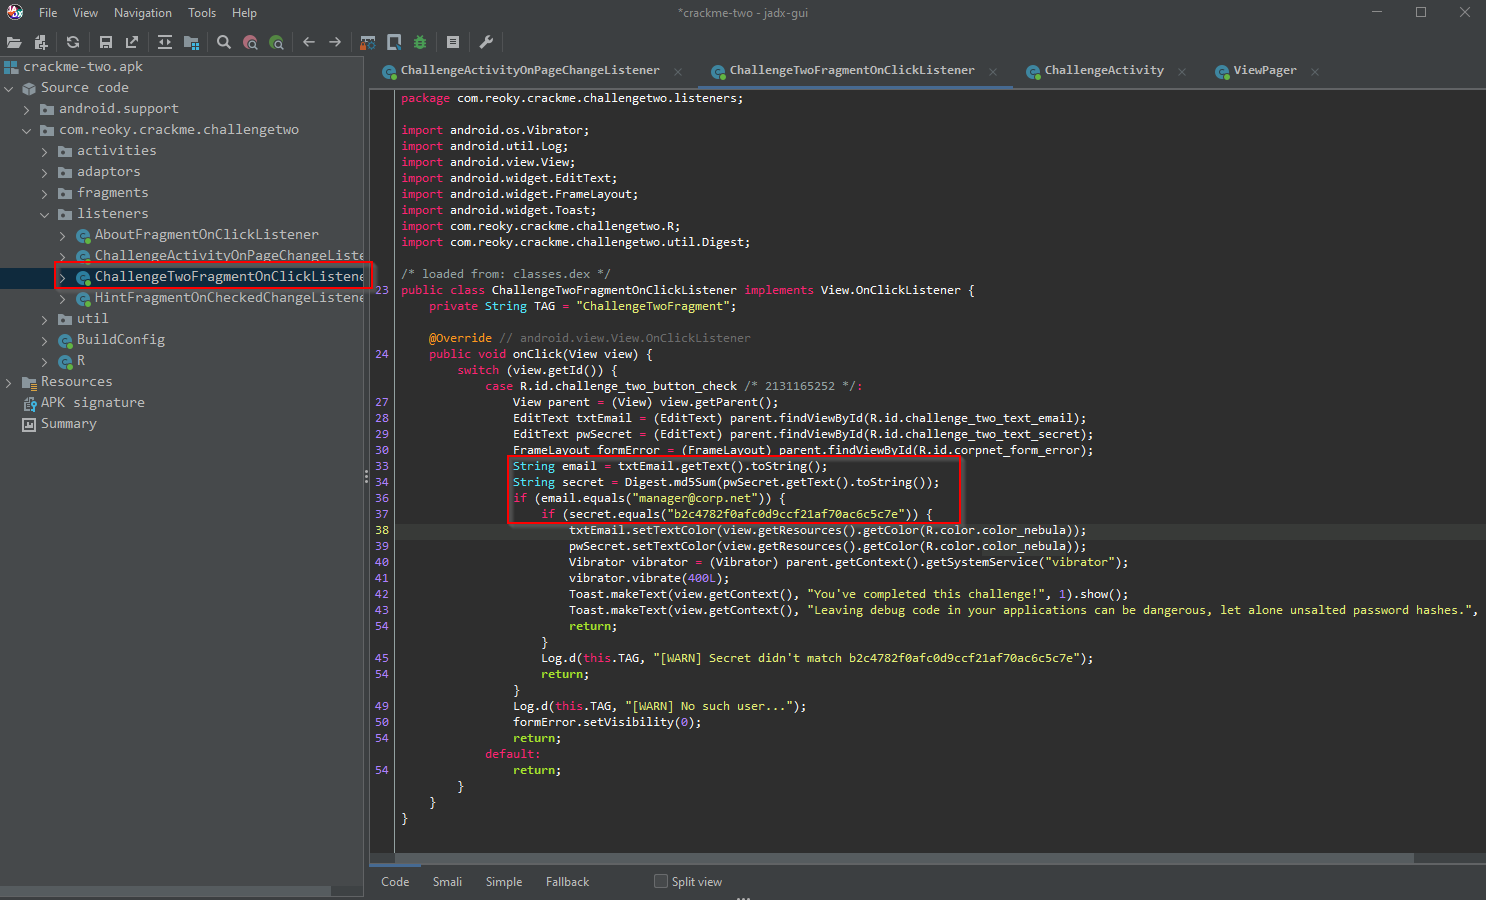 File View Navigation Tools Help *crackme-two - jadx-gui
crackme-two.apk
Source code
android.support
com.reoky.crackme.challengetwo
activities
adaptors
fragments
listeners
AboutFragmentOnClickListener
ChallengeActivityOnPageChangeListe
ChallengeTwoFragmentOnClickListene
HintFragmentOnCheckedChangeListene
util
BuildConfig
R
Resources
APK signature
Summary
ChallengeActivityOnPageChangeListener ChallengeTwoFragmentOnClickListener ChallengeActivity ViewPager
package com.reoky.crackme.challengetwo.listeners;
import android.os.Vibrator;
import android.util.Log;
import android.view.View;
import android.widget.EditText;
import android.widget.FrameLayout;
import android.widget.Toast;
import com.reoky.crackme.challengetwo.R;
import com.reoky.crackme.challengetwo.util.Digest;
/* loaded from: classes.dex */
23 public class ChallengeTwoFragmentOnClickListener implements View.OnClickListener {
private String TAG = "ChallengeTwoFragment";
@Override // android.view.View.OnClickListener
24 public void onClick(View view) {
switch (view.getId()) {
case R.id.challenge_two_button_check /* 2131165252 */:
27 View parent = (View) view.getParent();
28 EditText txtEmail = (EditText) parent.findViewById(R.id.challenge_two_text_email);
29 EditText pwSecret = (EditText) parent.findViewById(R.id.challenge_two_text_secret);
30 FrameLayout formError = (FrameLayout) parent.findViewById(R.id.corpnet_form_error);
33 String email = txtEmail.getText().toString();
34 String secret = Digest.md5Sum(pwSecret.getText().toString());
36 if (email.equals("manager@corp.net")) {
37 if (secret.equals("b2c4782f0afc0d9ccf21af70ac6c5c7e")) {
38 txtEmail.setTextColor(view.getResources().getColor(R.color.color_nebula));
39 pwSecret.setTextColor(view.getResources().getColor(R.color.color_nebula));
40 Vibrator vibrator = (Vibrator) parent.getContext().getSystemService("vibrator");
41 vibrator.vibrate(400L);
42 Toast.makeText(view.getContext(), "You've completed this challenge!", 1).show();
43 Toast.makeText(view.getContext(), "Leaving debug code in your applications can be dangerous, let alone unsalted password hashes.",
54 return;
}
45 Log.d(this.TAG, "[WARN] Secret didn't match b2c4782f0afc0d9ccf21af70ac6c5c7e");
54 return;
}
49 Log.d(this.TAG, "[WARN] No such user...");
50 formError.setVisibility(0);
54 return;
default:
54 return;
}
}
}
Code Smali Simple Fallback Split view